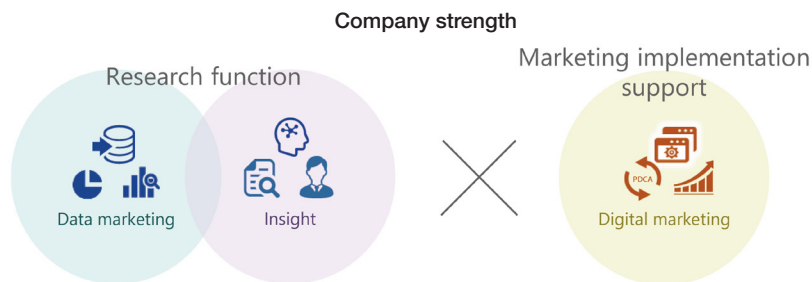 Company strength
Research function
Marketing implementation
support
Data marketing
Insight
PDCA
Digital marketing